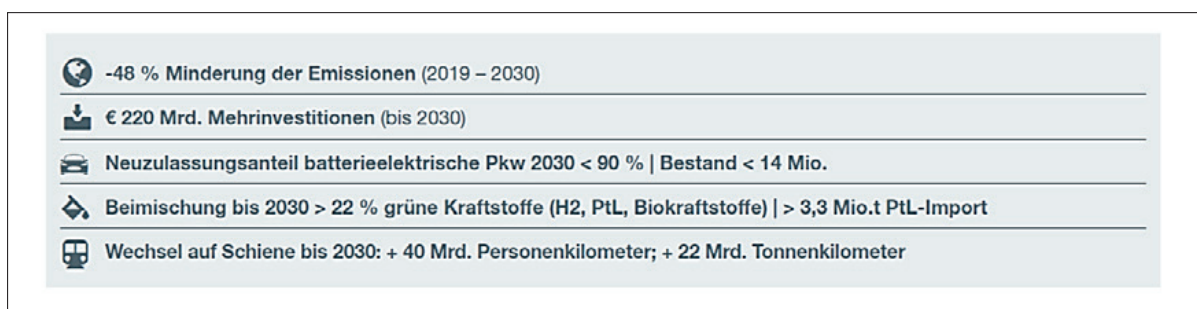 -48 % Minderung der Emissionen (2019 – 2030)
€ 220 Mrd. Mehrinvestitionen (bis 2030)
Neuzulassungsanteil batterieelektrische Pkw 2030 < 90 % | Bestand < 14 Mio.
Beimischung bis 2030 > 22 % grüne Kraftstoffe (H2, PtL, Biokraftstoffe) | > 3,3 Mio.t PtL-Import
Wechsel auf Schiene bis 2030: + 40 Mrd. Personenkilometer; + 22 Mrd. Tonnenkilometer